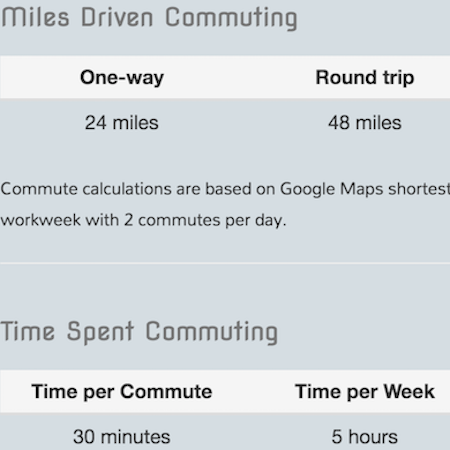 Miles Driven Commuting
One-way Round trip
24 miles 48 miles
Commute calculations are based on Google Maps shortest
workweek with 2 commutes per day.
Time Spent Commuting
Time per Commute Time per Week
30 minutes 5 hours